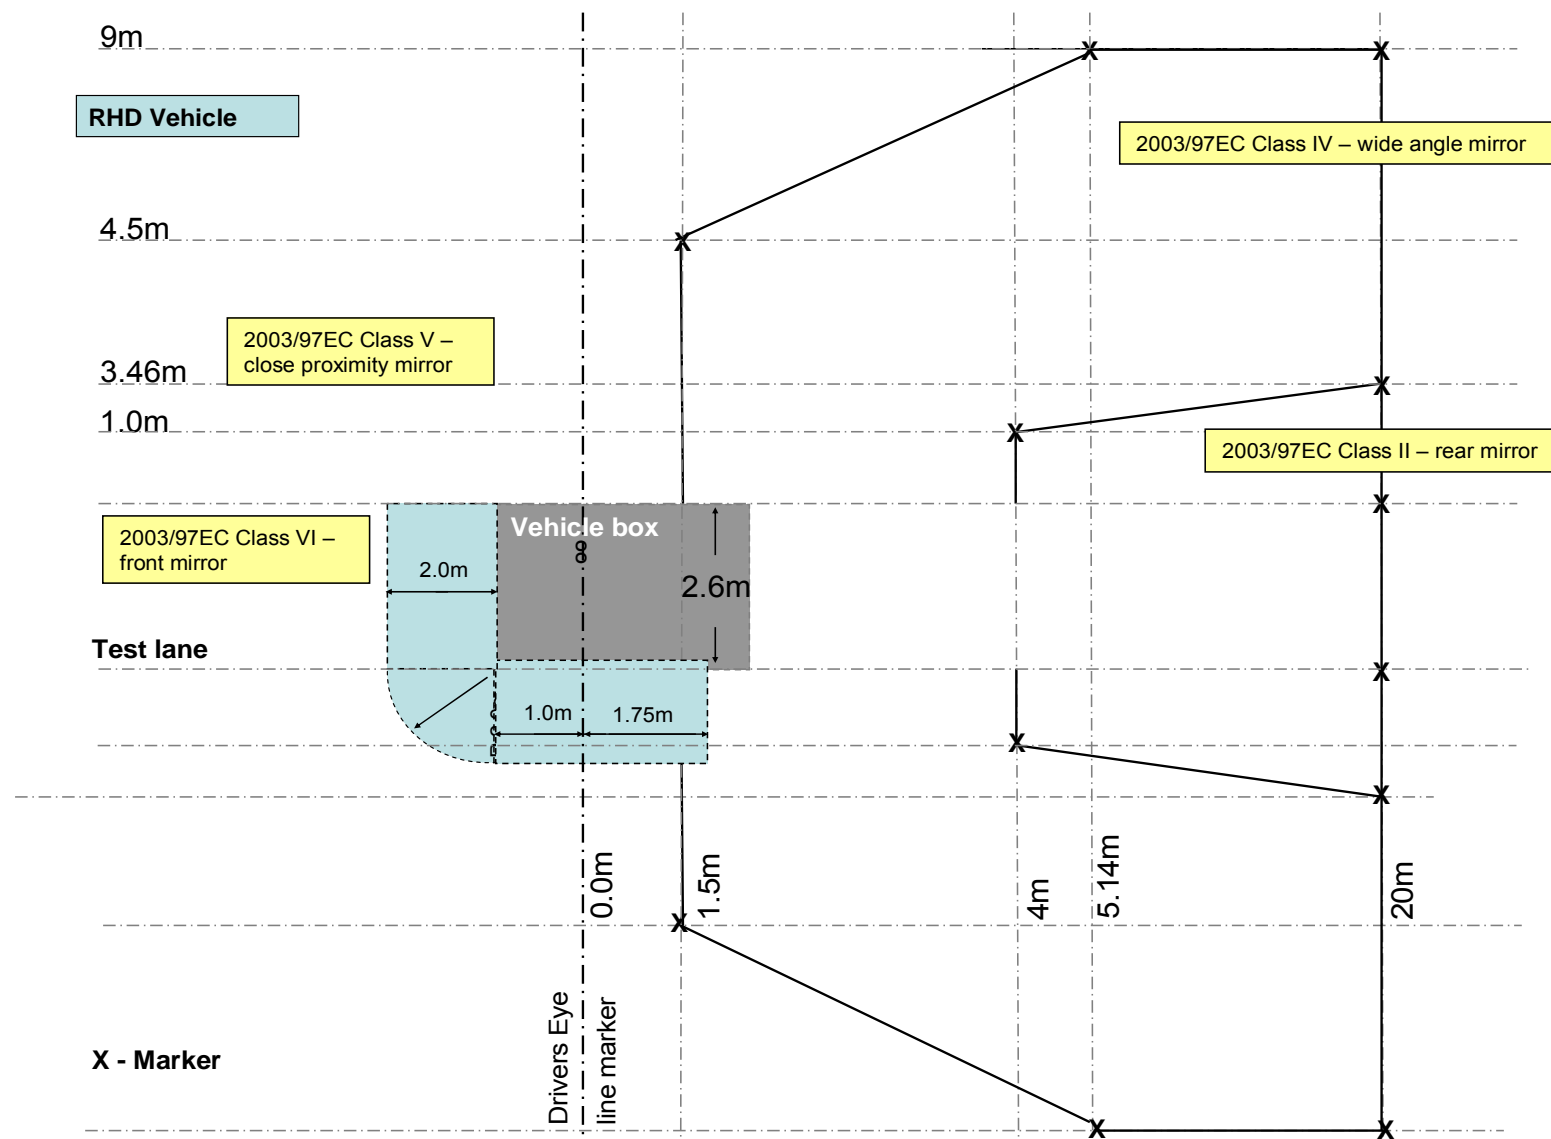 9m
RHD Vehicle
2003/97EC Class IV – wide angle mirror
4.5m
2003/97EC Class V –
close proximity mirror
3.46m
1.0m
2003/97EC Class II – rear mirror
2003/97EC Class VI –
front mirror
Vehicle box
2.0m
2.6m
Test lane
1.0m
1.75m
0.0m
1.5m
4m
5.14m
20m
Drivers Eye
line marker
X - Marker
X
X
X
X
X
X
X
X
X
X
X
X